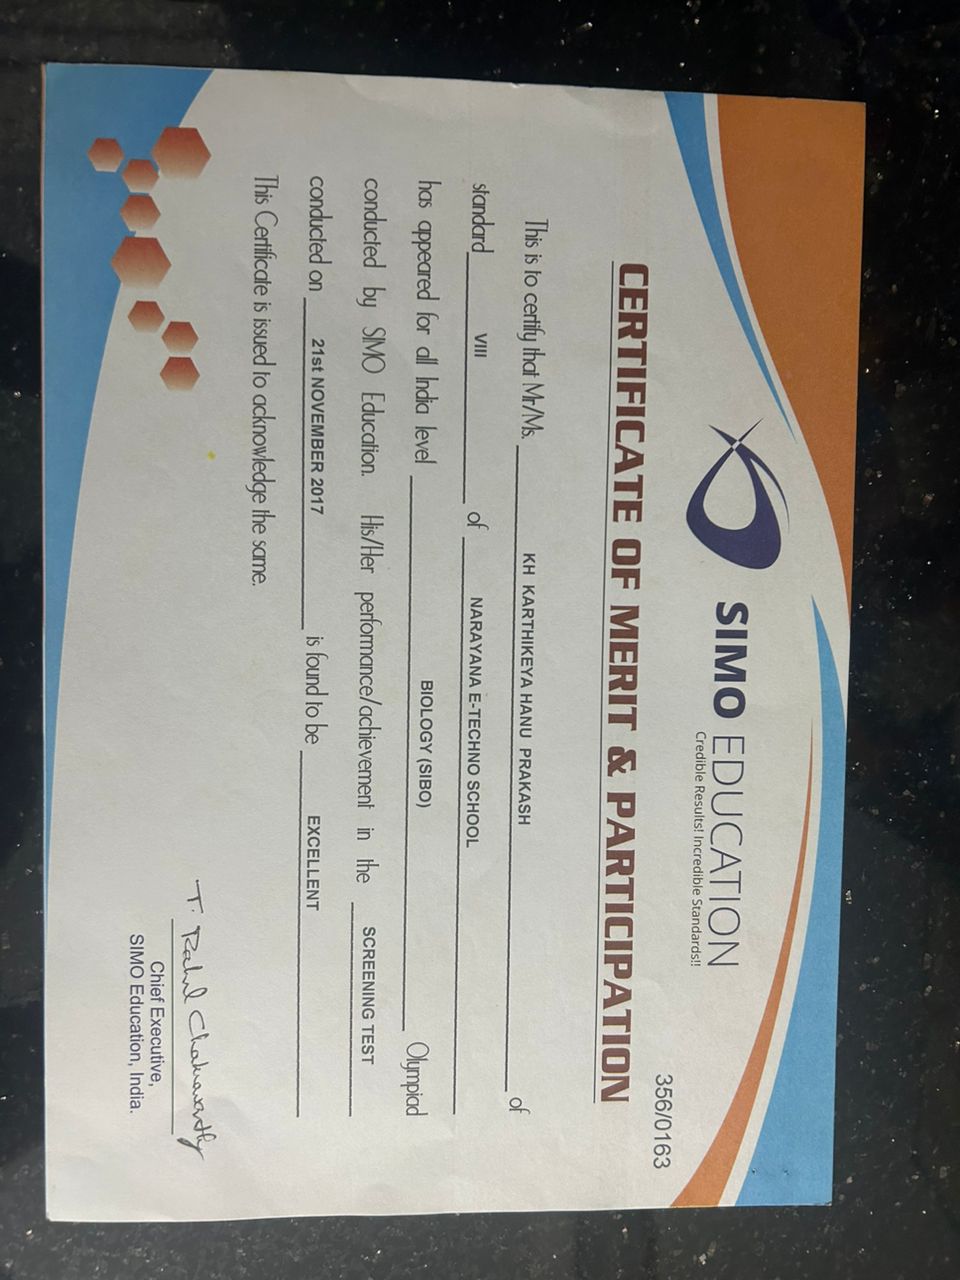 SIMO EDUCATION
Credible Results! Incredible Standards!!
356/0163
CERTIFICATE OF MERIT & PARTICIPATION
This is to certify that Mr/Ms. KH KARTHIKEYA HANU PRAKASH of
standard VIII of NARAYANA E-TECHNO SCHOOL
has appeared for all India level BIOLOGY (SIBO) Olympiad
conducted by SIMO Education. His/Her performance/achievement in the SCREENING TEST
conducted on 21st NOVEMBER 2017 is found to be EXCELLENT
This Certificate is issued to acknowledge the same.
T. Rahul Chakravarthy
Chief Executive,
SIMO Education, India.